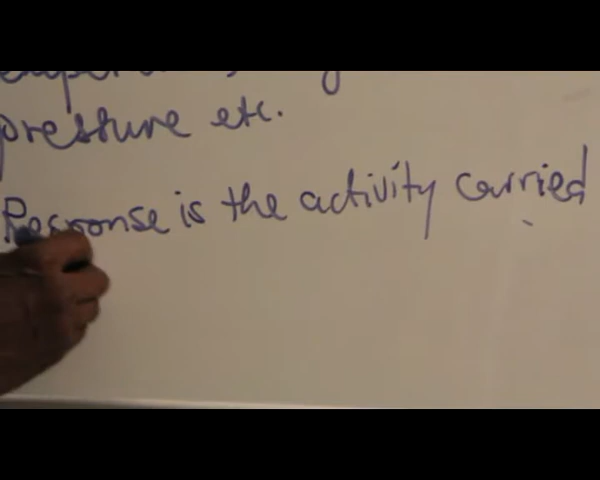 pressure etc.
Response is the activity carried